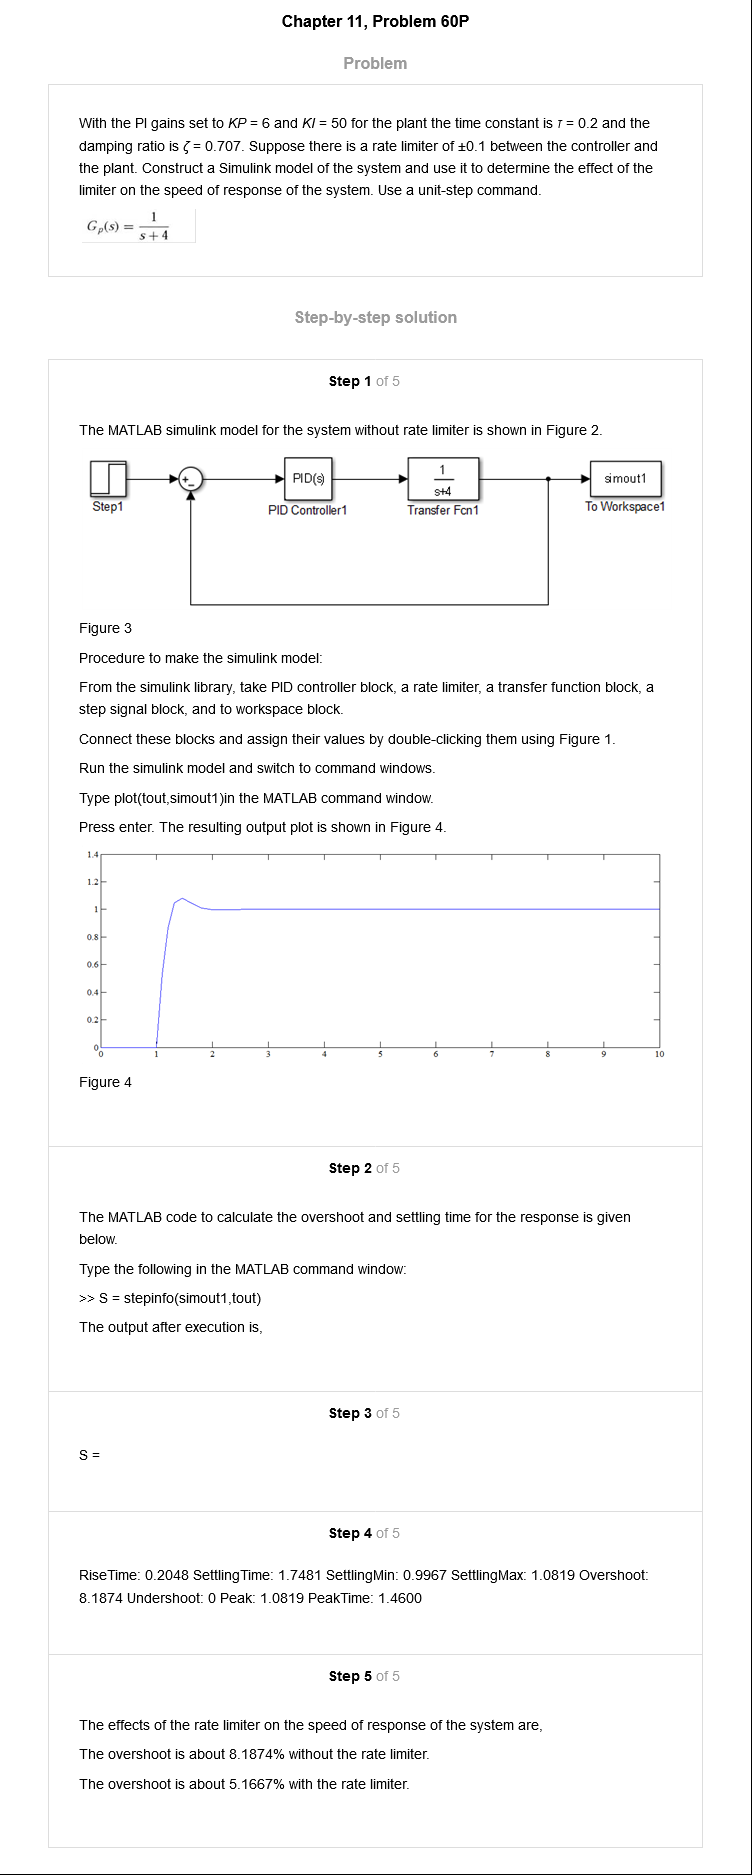 Chapter 11, Problem 60P
Problem
With the PI gains set to KP = 6 and KI = 50 for the plant the time constant is τ = 0.2 and the
damping ratio is ζ = 0.707. Suppose there is a rate limiter of ±0.1 between the controller and
the plant. Construct a Simulink model of the system and use it to determine the effect of the
limiter on the speed of response of the system. Use a unit-step command.
G_p(s) = 1/(s + 4)
Step-by-step solution
Step 1 of 5
The MATLAB simulink model for the system without rate limiter is shown in Figure 2.
Step1
+_
PID(s)
PID Controller1
1
s+4
Transfer Fcn1
simout1
To Workspace1
Figure 3
Procedure to make the simulink model:
From the simulink library, take PID controller block, a rate limiter, a transfer function block, a
step signal block, and to workspace block.
Connect these blocks and assign their values by double-clicking them using Figure 1.
Run the simulink model and switch to command windows.
Type plot(tout,simout1)in the MATLAB command window.
Press enter. The resulting output plot is shown in Figure 4.
1.4
1.2
1
0.8
0.6
0.4
0.2
0
0 1 2 3 4 5 6 7 8 9 10
Figure 4
Step 2 of 5
The MATLAB code to calculate the overshoot and settling time for the response is given
below.
Type the following in the MATLAB command window:
>> S = stepinfo(simout1,tout)
The output after execution is,
Step 3 of 5
S =
Step 4 of 5
RiseTime: 0.2048 SettlingTime: 1.7481 SettlingMin: 0.9967 SettlingMax: 1.0819 Overshoot:
8.1874 Undershoot: 0 Peak: 1.0819 PeakTime: 1.4600
Step 5 of 5
The effects of the rate limiter on the speed of response of the system are,
The overshoot is about 8.1874% without the rate limiter.
The overshoot is about 5.1667% with the rate limiter.